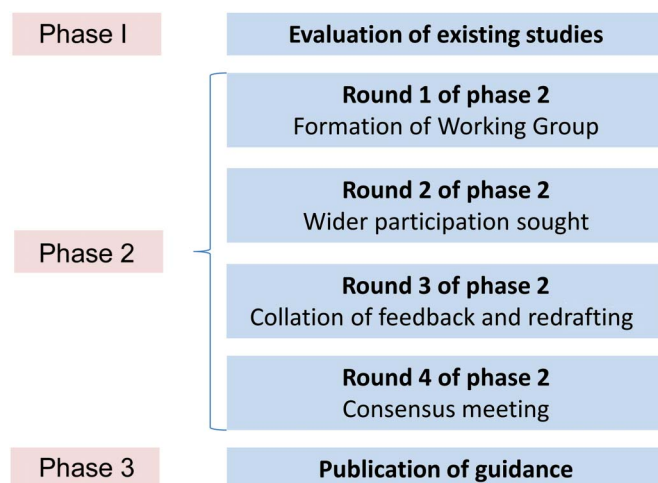 Phase I
Evaluation of existing studies
Round 1 of phase 2
Formation of Working Group
Round 2 of phase 2
Wider participation sought
Phase 2
Round 3 of phase 2
Collation of feedback and redrafting
Round 4 of phase 2
Consensus meeting
Phase 3
Publication of guidance